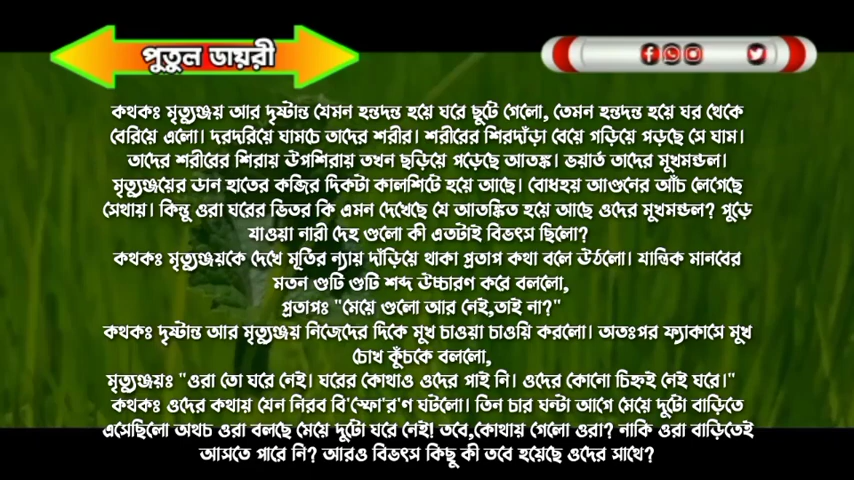 পুতুল ডায়রী
কথকঃ মৃত্যুঞ্জয় আর দৃষ্টান্ত যেমন হন্তদন্ত হয়ে ঘরে ছুটে গেলো, তেমন হন্তদন্ত হয়ে ঘর থেকে
বেরিয়ে এলো। দরদরিয়ে ঘামচে তাদের শরীর। শরীরের শিরদাঁড়া বেয়ে গড়িয়ে পড়ছে সে ঘাম।
তাদের শরীরের শিরায় উপশিরায় তখন ছড়িয়ে পড়েছে আতঙ্ক। ভয়ার্ত তাদের মুখমন্ডল।
মৃত্যুঞ্জয়ের ডান হাতের কব্জির দিকটা কালশিটে হয়ে আছে। বোধহয় আগুনের আঁচ লেগেছে
সেথায়। কিন্তু ওরা ঘরের ভিতর কি এমন দেখেছে যে আতঙ্কিত হয়ে আছে ওদের মুখমন্ডল? পুড়ে
যাওয়া নারী দেহ গুলো কী এতটাই বিভৎস ছিলো?
কথকঃ মৃত্যুঞ্জয়কে দেখে মূর্তির ন্যায় দাঁড়িয়ে থাকা প্রতাপ কথা বলে উঠলো। যান্ত্রিক মানবের
মতন গুটি গুটি শব্দ উচ্চারণ করে বললো,
প্রতাপঃ "মেয়ে গুলো আর নেই,তাই না?"
কথকঃ দৃষ্টান্ত আর মৃত্যুঞ্জয় নিজেদের দিকে মুখ চাওয়া চাওয়ি করলো। অতঃপর ফ্যাকাসে মুখ
চোখ কুঁচকে বললো,
মৃত্যুঞ্জয়ঃ "ওরা তো ঘরে নেই। ঘরের কোথাও ওদের পাই নি। ওদের কোনো চিহ্নই নেই ঘরে।"
কথকঃ ওদের কথায় যেন নিরব বি'স্ফো'র'ণ ঘটলো। তিন চার ঘন্টা আগে মেয়ে দুটো বাড়িতে
এসেছিলো অথচ ওরা বলছে মেয়ে দুটো ঘরে নেই! তবে,কোথায় গেলো ওরা? নাকি ওরা বাড়িতেই
আসতে পারে নি? আরও বিভৎস কিছু কী তবে হয়েছে ওদের সাথে?